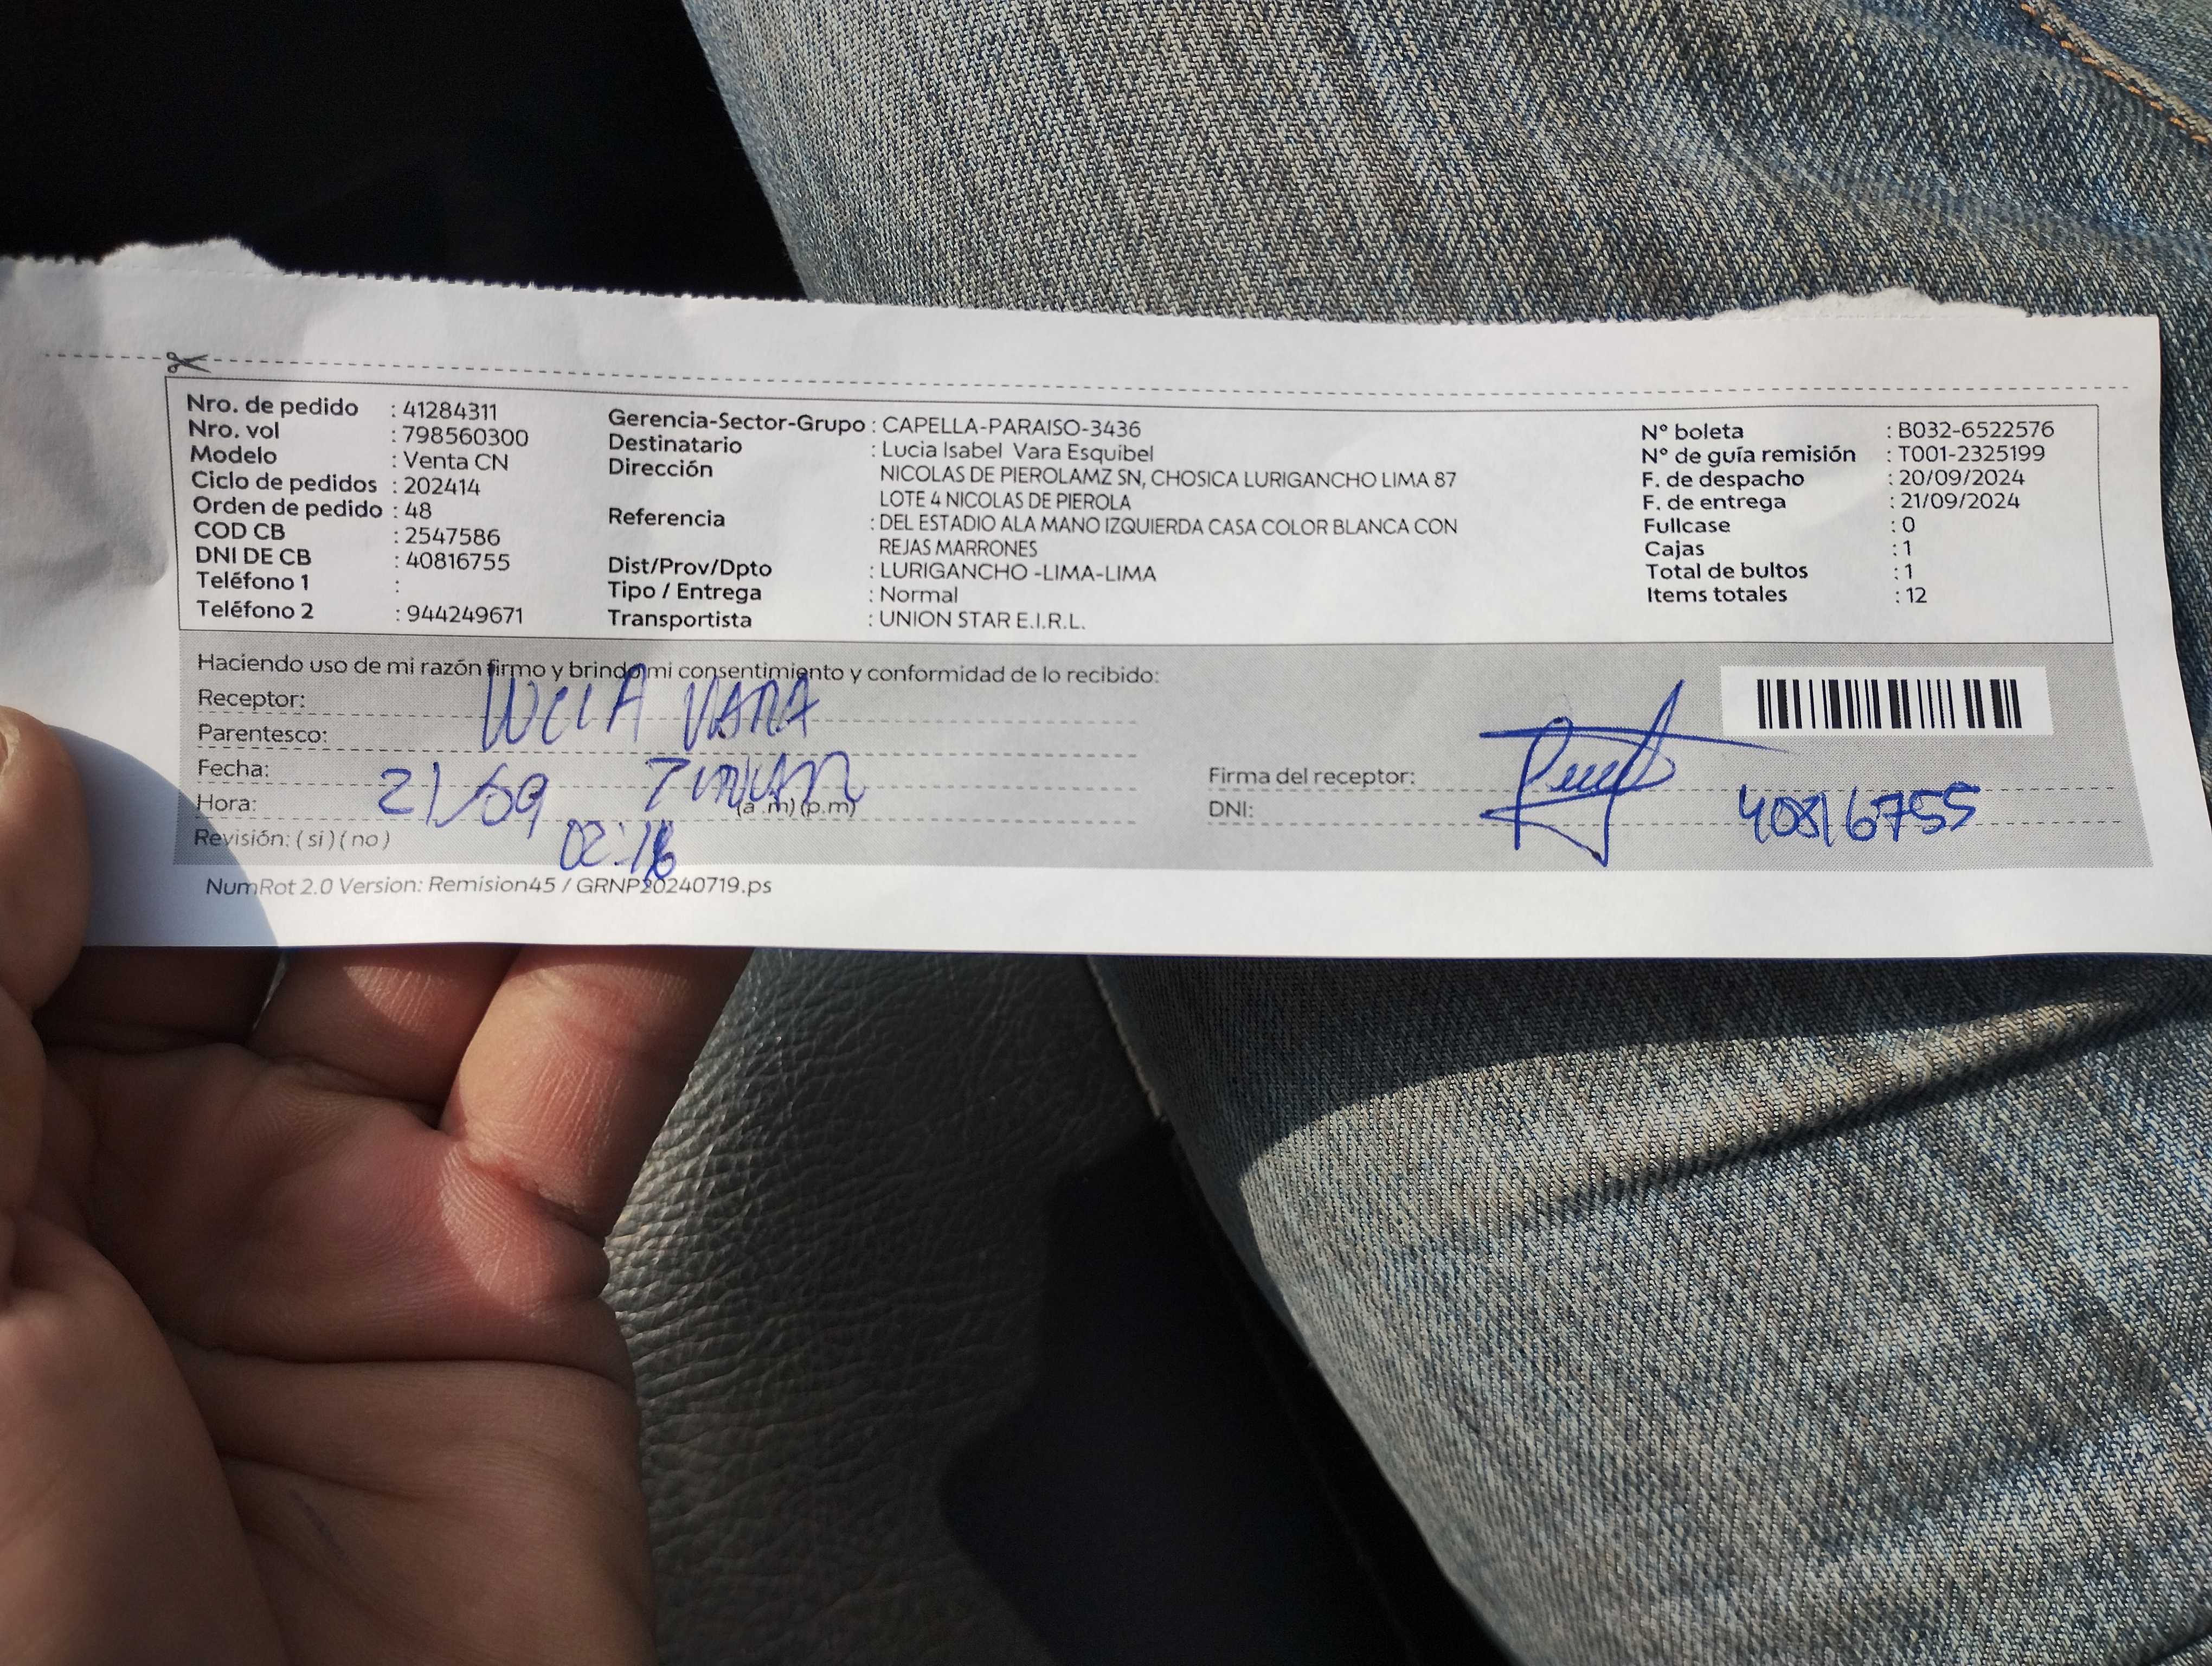 Nro. de pedido : 41284311
Nro. vol : 798560300
Modelo : Venta CN
Ciclo de pedidos : 202414
Orden de pedido : 48
COD CB : 2547586
DNI DE CB : 40816755
Teléfono 1 :
Teléfono 2 : 944249671
Gerencia-Sector-Grupo : CAPELLA-PARAISO-3436
Destinatario : Lucia Isabel Vara Esquibel
Dirección NICOLAS DE PIEROLAMZ SN, CHOSICA LURIGANCHO LIMA 87
LOTE 4 NICOLAS DE PIEROLA
Referencia : DEL ESTADIO ALA MANO IZQUIERDA CASA COLOR BLANCA CON
REJAS MARRONES
Dist/Prov/Dpto : LURIGANCHO -LIMA-LIMA
Tipo / Entrega : Normal
Transportista : UNION STAR E.I.R.L.
N° boleta : B032-6522576
N° de guía remisión : T001-2325199
F. de despacho : 20/09/2024
F. de entrega : 21/09/2024
Fullcase : 0
Cajas : 1
Total de bultos : 1
Items totales : 12
Haciendo uso de mi razón firmo y brindo mi consentimiento y conformidad de lo recibido:
Receptor: LUCIA VARA
Parentesco:
Fecha: 21/09
Hora: (a .m) (p.m)
02:16
Revisión: ( si ) ( no )
Firma del receptor:
DNI: 40816755
NumRot 2.0 Version: Remision45 / GRNP20240719.ps